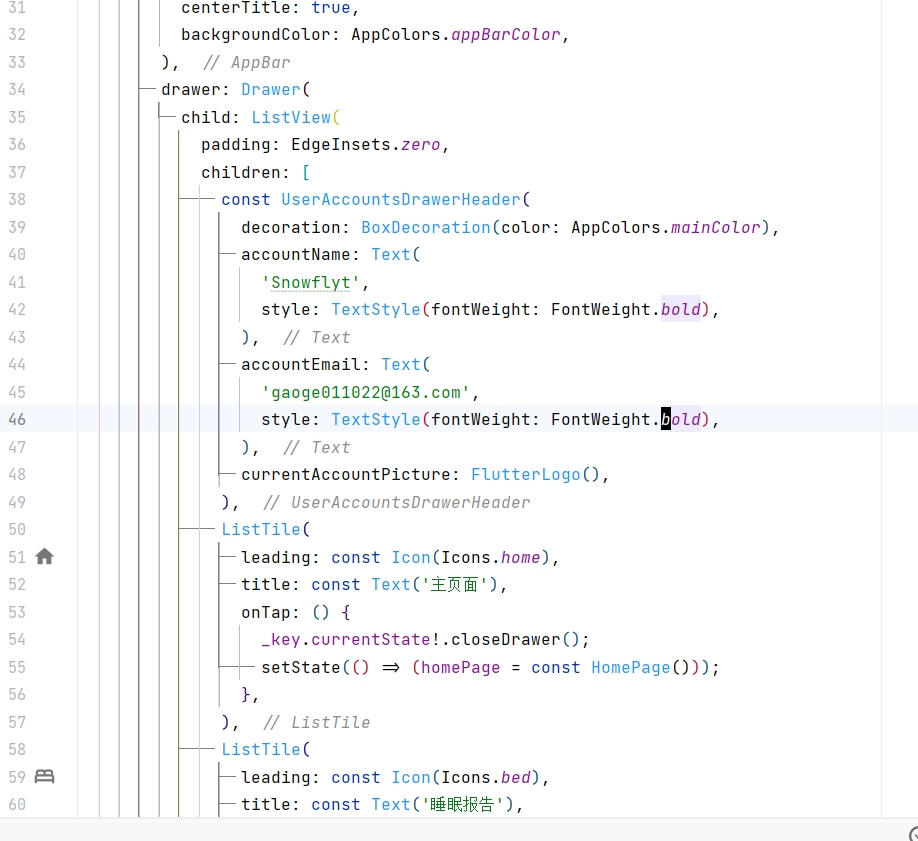 31 centerTitle: true,
32 backgroundColor: AppColors.appBarColor,
33 ), // AppBar
34 drawer: Drawer(
35 child: ListView(
36 padding: EdgeInsets.zero,
37 children: [
38 const UserAccountsDrawerHeader(
39 decoration: BoxDecoration(color: AppColors.mainColor),
40 accountName: Text(
41 'Snowflyt',
42 style: TextStyle(fontWeight: FontWeight.bold),
43 ), // Text
44 accountEmail: Text(
45 'gaoge011022@163.com',
46 style: TextStyle(fontWeight: FontWeight.bold),
47 ), // Text
48 currentAccountPicture: FlutterLogo(),
49 ), // UserAccountsDrawerHeader
50 ListTile(
51 leading: const Icon(Icons.home),
52 title: const Text('主页面'),
53 onTap: () {
54 _key.currentState!.closeDrawer();
55 setState(() => (homePage = const HomePage()));
56 },
57 ), // ListTile
58 ListTile(
59 leading: const Icon(Icons.bed),
60 title: const Text('睡眠报告'),